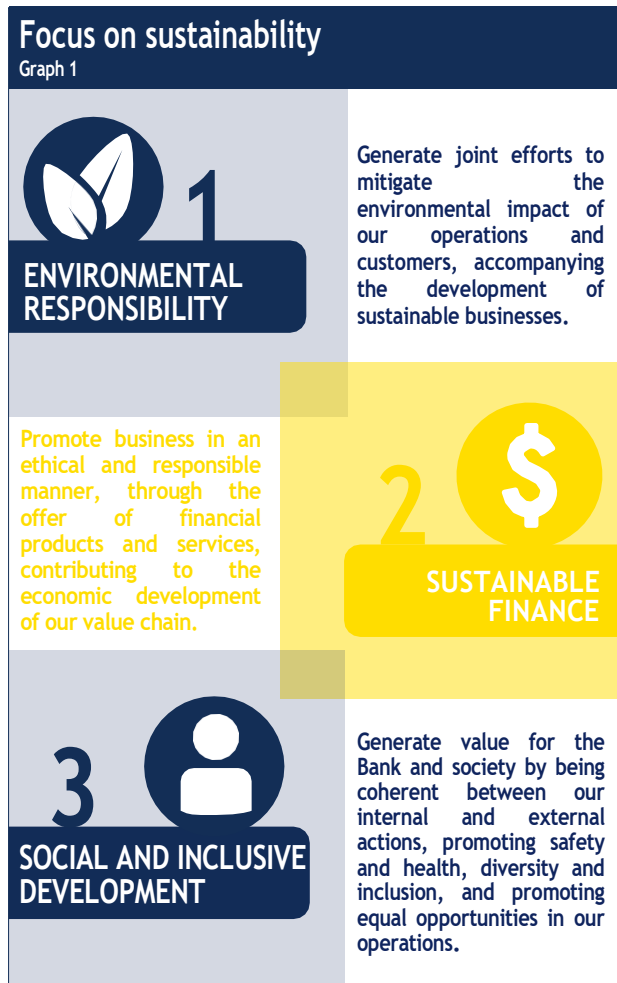 Focus on sustainability
Graph 1
1
ENVIRONMENTAL
RESPONSIBILITY
Generate joint efforts to
mitigate the
environmental impact of
our operations and
customers, accompanying
the development of
sustainable businesses.
Promote business in an
ethical and responsible
manner, through the
offer of financial
products and services,
contributing to the
economic development
of our value chain.
2
$
SUSTAINABLE
FINANCE
3
SOCIAL AND INCLUSIVE
DEVELOPMENT
Generate value for the
Bank and society by being
coherent between our
internal and external
actions, promoting safety
and health, diversity and
inclusion, and promoting
equal opportunities in our
operations.